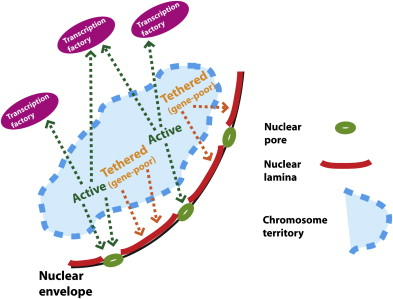 Transcription
factory
Transcription
factory
Transcription
factory
Tethered
(gene-poor)
Active
Tethered
Active (gene-poor)
Nuclear
envelope
Nuclear
pore
Nuclear
lamina
Chromosome
territory